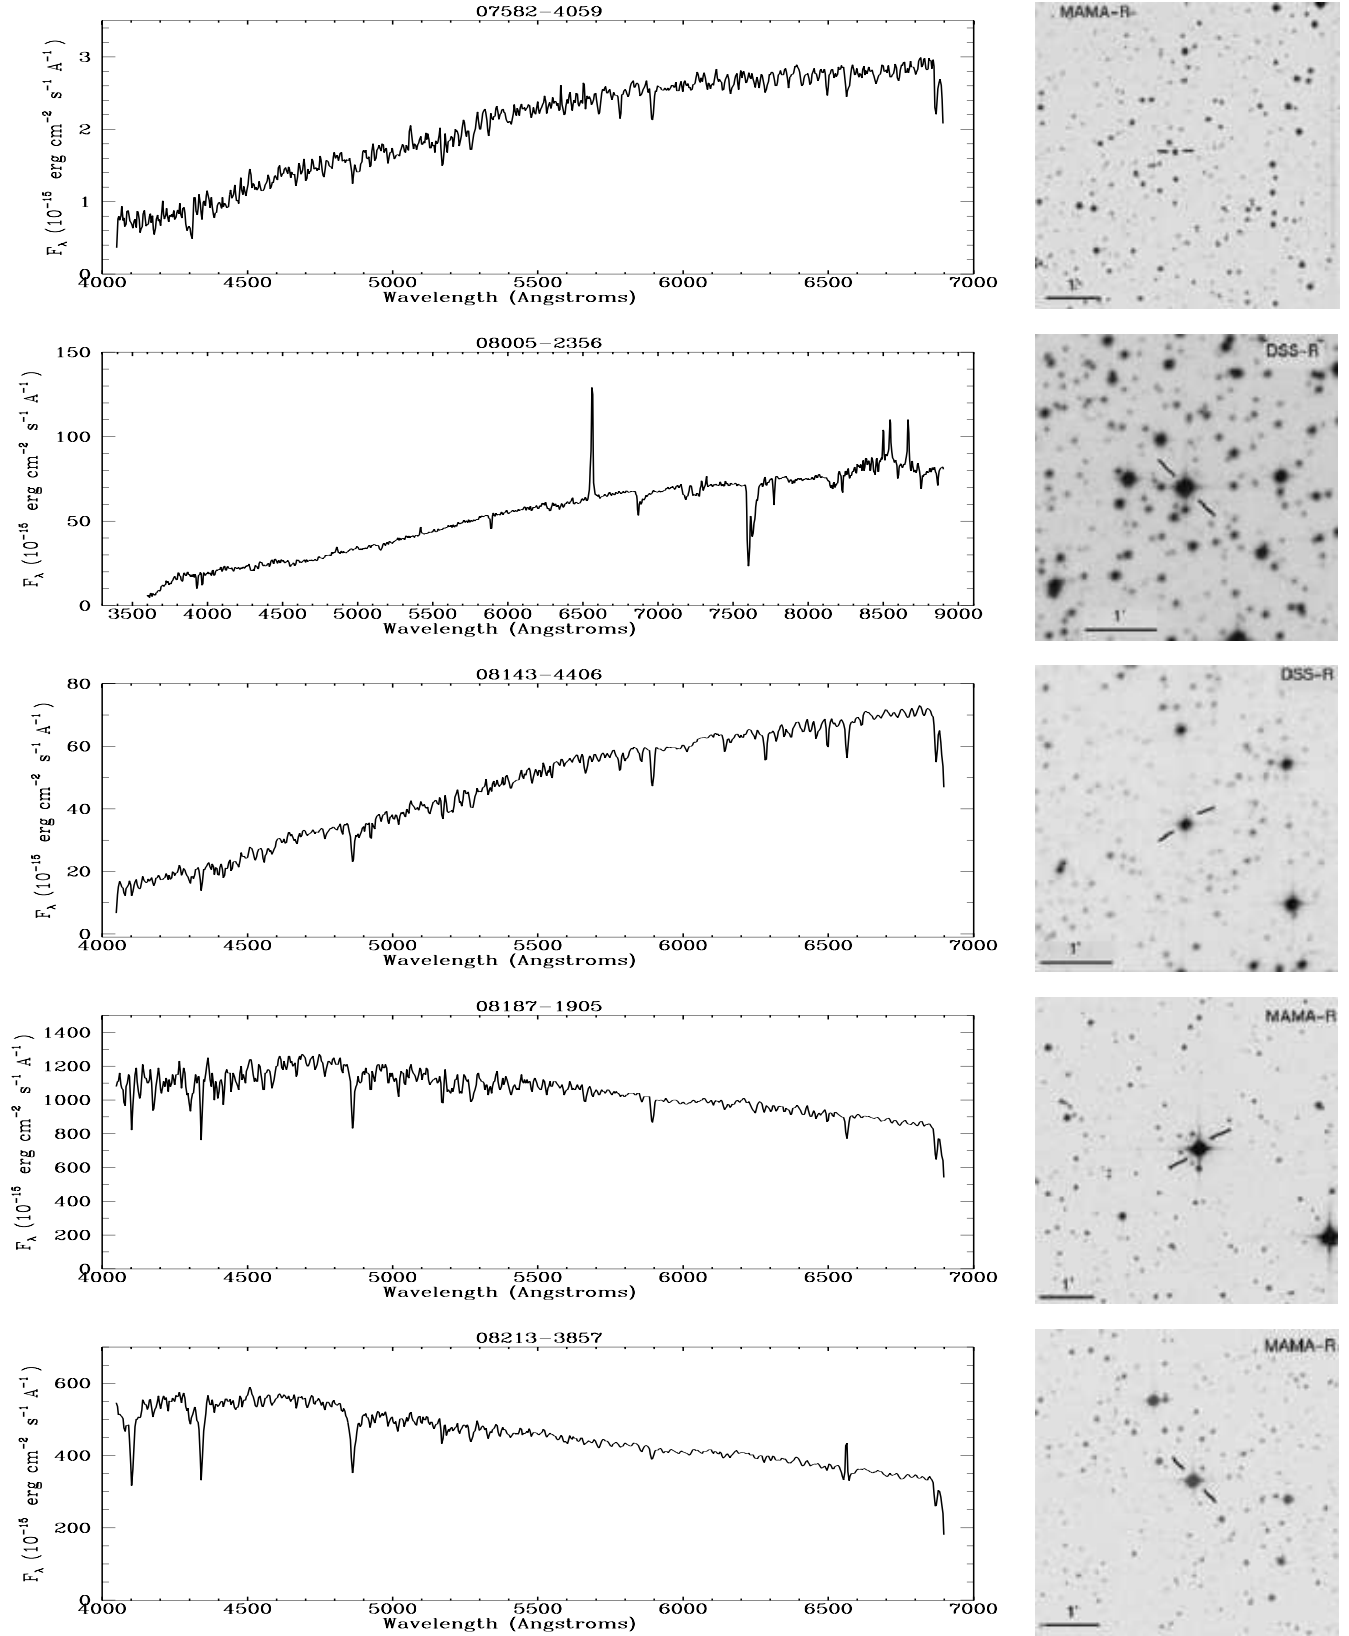 07582-4059
MAMA-R
F_λ (10^-15 erg cm^-2 s^-1 A^-1)
3
2
1
0
4000 4500 5000 5500 6000 6500 7000
Wavelength (Angstroms)
1'
08005-2356
DSS-R
F_λ (10^-15 erg cm^-2 s^-1 A^-1)
150
100
50
0
3500 4000 4500 5000 5500 6000 6500 7000 7500 8000 8500 9000
Wavelength (Angstroms)
1'
08143-4406
DSS-R
F_λ (10^-15 erg cm^-2 s^-1 A^-1)
80
60
40
20
0
4000 4500 5000 5500 6000 6500 7000
Wavelength (Angstroms)
1'
08187-1905
MAMA-R
F_λ (10^-15 erg cm^-2 s^-1 A^-1)
1400
1200
1000
800
600
400
200
0
4000 4500 5000 5500 6000 6500 7000
Wavelength (Angstroms)
1'
08213-3857
MAMA-R
F_λ (10^-15 erg cm^-2 s^-1 A^-1)
600
400
200
0
4000 4500 5000 5500 6000 6500 7000
Wavelength (Angstroms)
1'